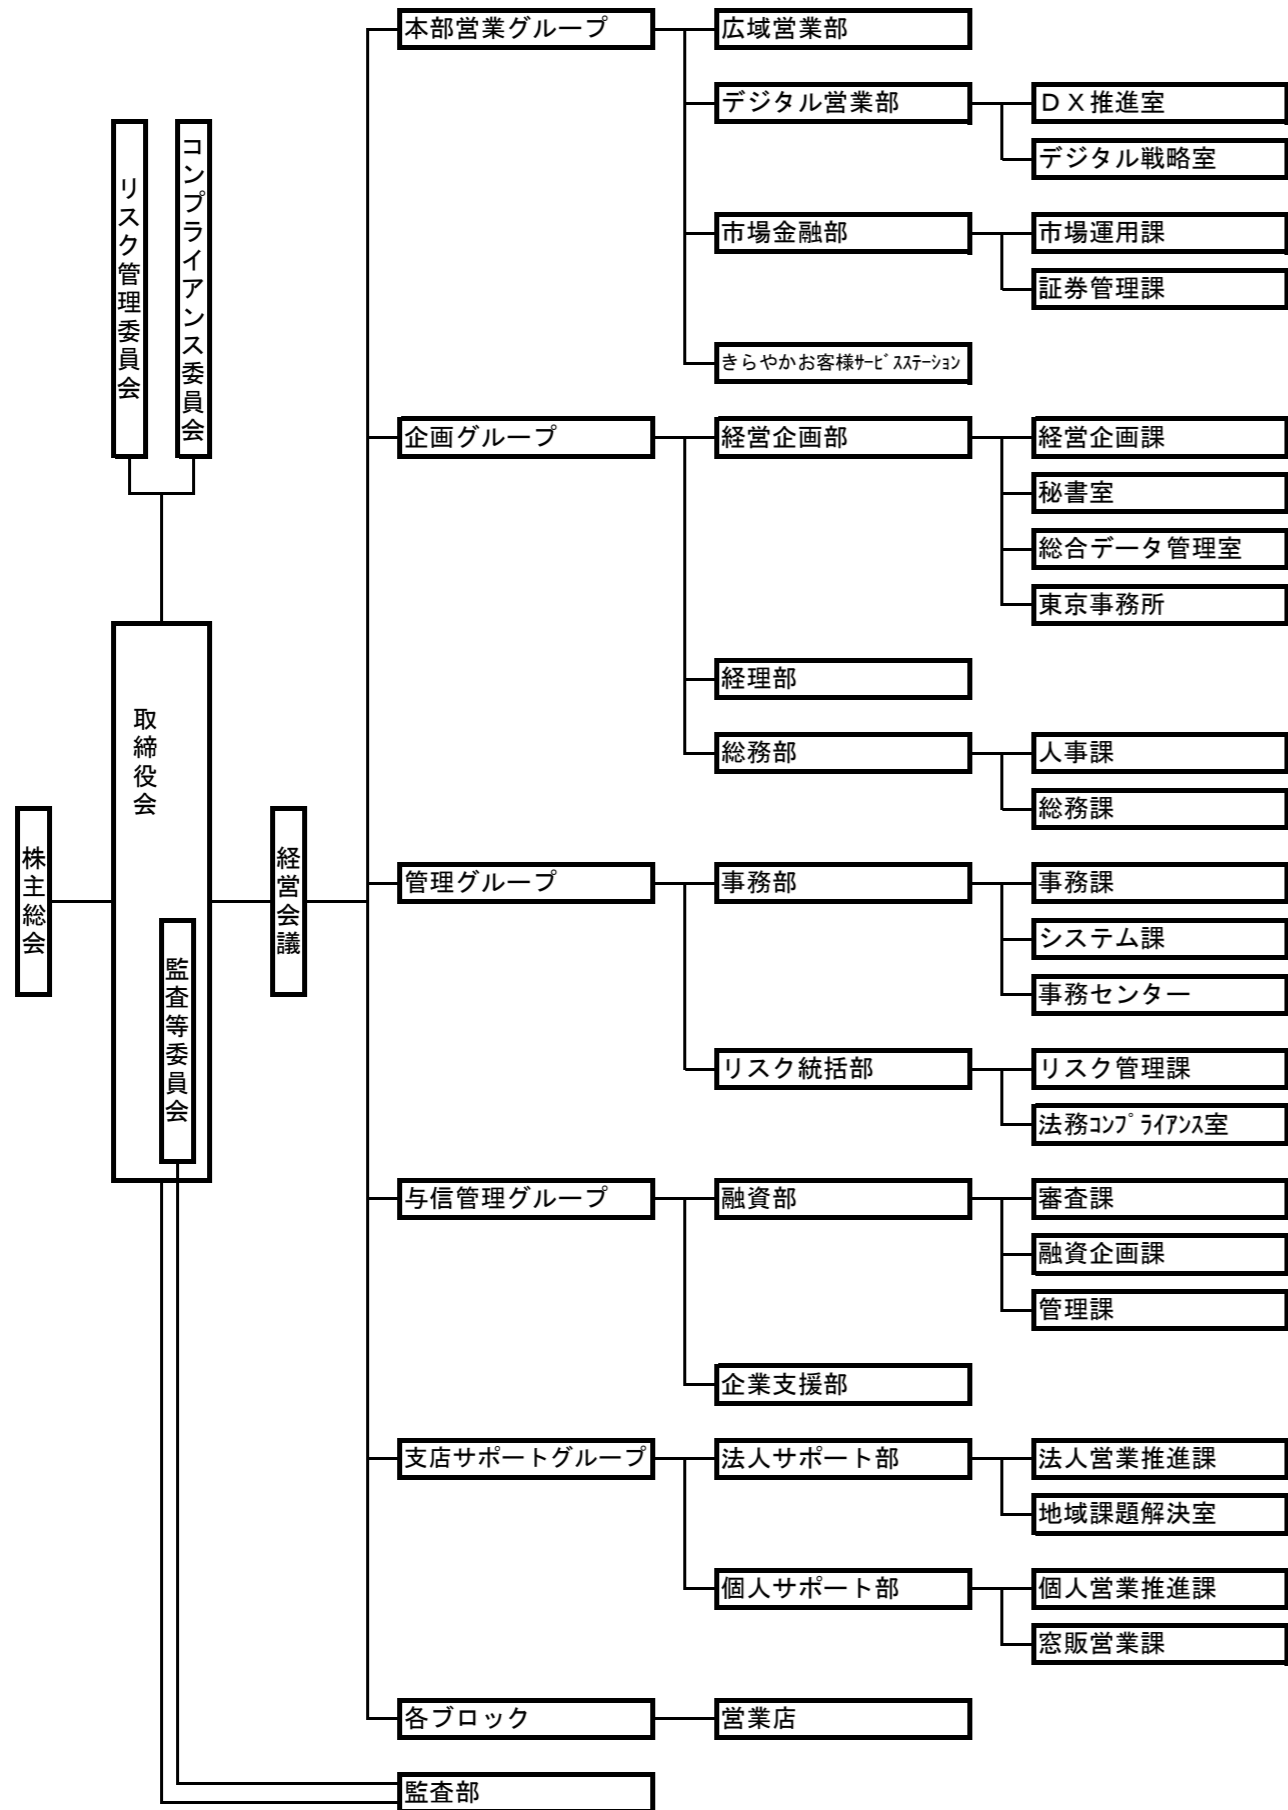 本部営業グループ
広域営業部
デジタル営業部
ＤＸ推進室
デジタル戦略室
市場金融部
市場運用課
証券管理課
きらやかお客様ｻｰﾋﾞｽｽﾃｰｼｮﾝ
リスク管理委員会
コンプライアンス委員会
企画グループ
経営企画部
経営企画課
秘書室
総合データ管理室
東京事務所
経理部
総務部
人事課
総務課
株主総会
取締役会
監査等委員会
経営会議
管理グループ
事務部
事務課
システム課
事務センター
リスク統括部
リスク管理課
法務ｺﾝﾌﾟﾗｲｱﾝｽ室
与信管理グループ
融資部
審査課
融資企画課
管理課
企業支援部
支店サポートグループ
法人サポート部
法人営業推進課
地域課題解決室
個人サポート部
個人営業推進課
窓販営業課
各ブロック
営業店
監査部